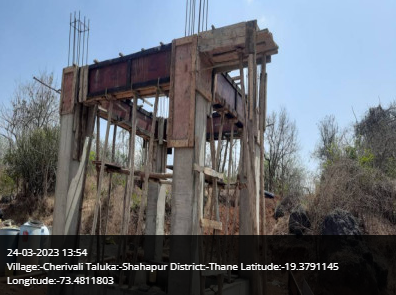 24-03-2023 13:54
Village:-Cherivali Taluka:-Shahapur District:-Thane Latitude:-19.3791145
Longitude:-73.4811803